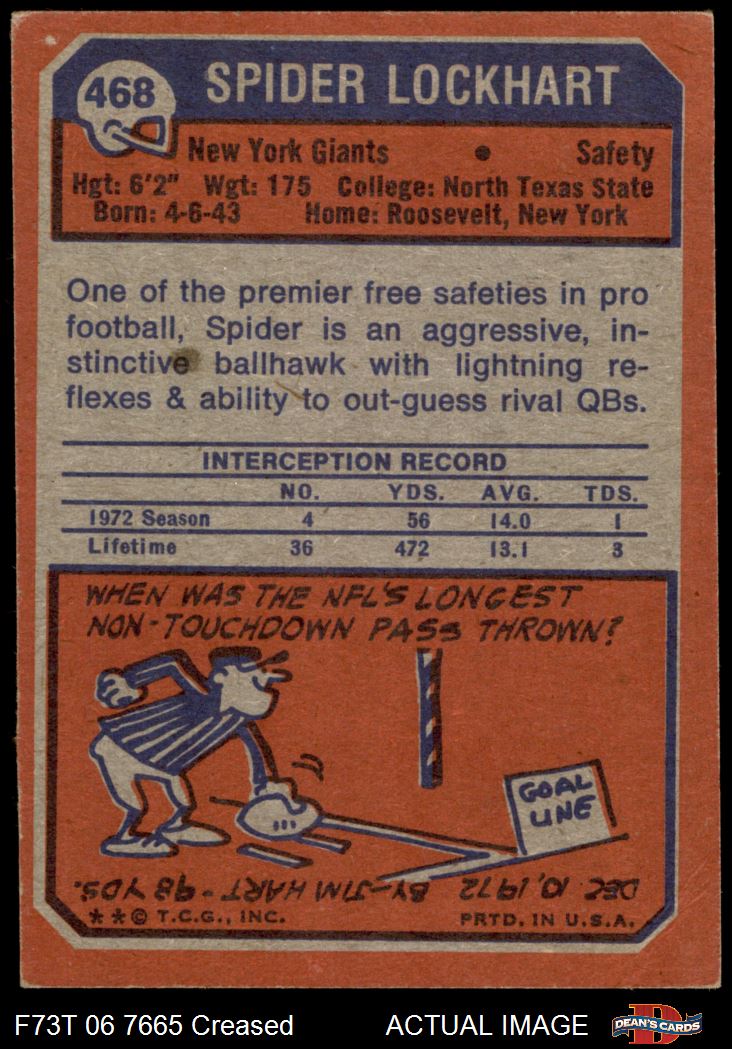 468
SPIDER LOCKHART
New York Giants • Safety
Hgt: 6'2" Wgt: 175 College: North Texas State
Born: 4-6-43 Home: Roosevelt, New York
One of the premier free safeties in pro
football, Spider is an aggressive, in-
stinctive ballhawk with lightning re-
flexes & ability to out-guess rival QBs.
INTERCEPTION RECORD
NO. YDS. AVG. TDS.
1972 Season 4 56 14.0 1
Lifetime 36 472 13.1 3
WHEN WAS THE NFL'S LONGEST
NON-TOUCHDOWN PASS THROWN?
GOAL
LINE
DEC 10, 1972 BY-JIM HART-98 YDS.
**© T.C.G., INC. PRTD. IN U.S.A.
F73T 06 7665 Creased ACTUAL IMAGE
D
DEAN'S CARDS